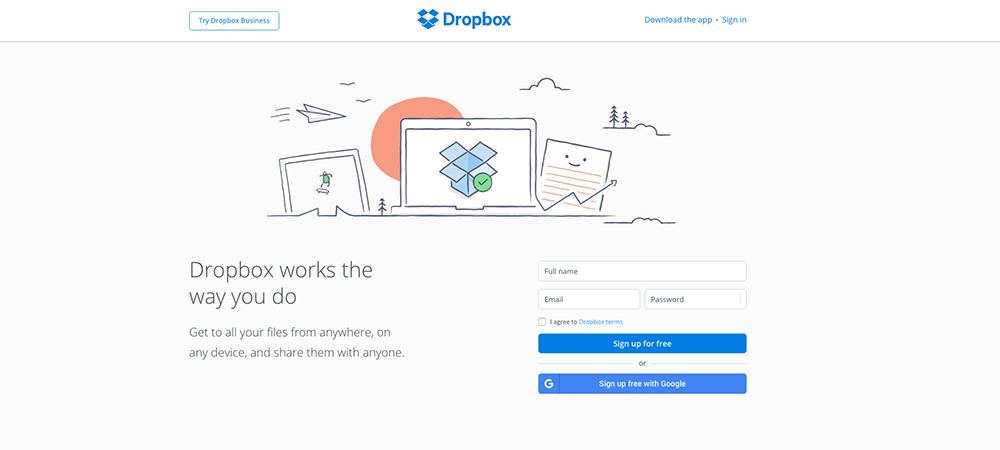 Try Dropbox Business
Dropbox
Download the app • Sign in
Dropbox works the
way you do
Get to all your files from anywhere, on
any device, and share them with anyone.
Full name
Email
Password
I agree to Dropbox terms
Sign up for free
or
G
Sign up free with Google